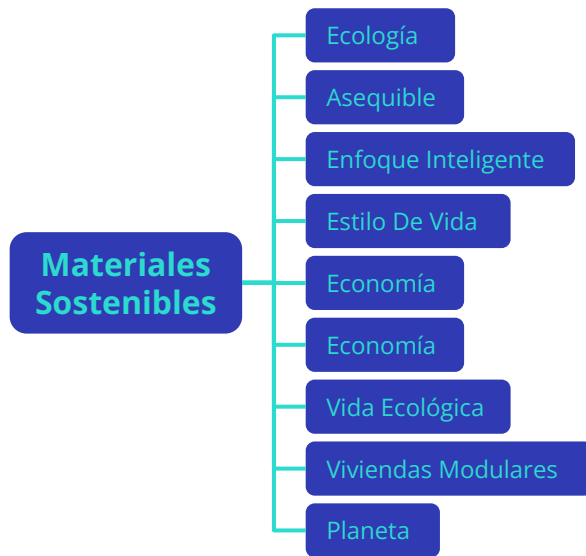 Ecología
Asequible
Enfoque Inteligente
Estilo De Vida
Materiales
Sostenibles
Economía
Economía
Vida Ecológica
Viviendas Modulares
Planeta